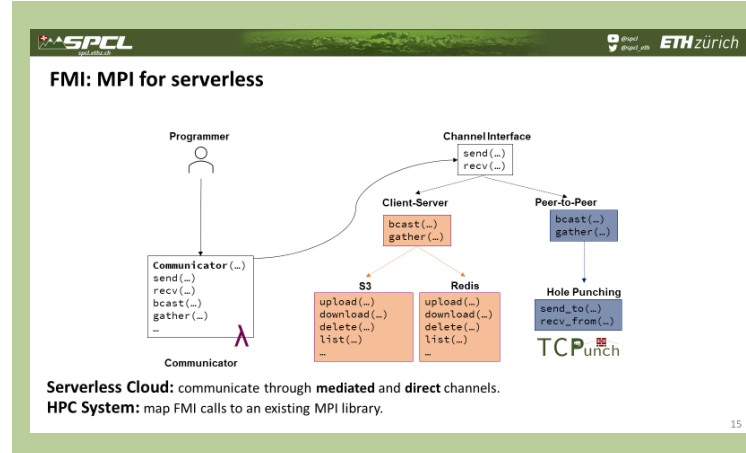 SPCL
spcl.ethz.ch
@spcl
@spcl_eth
ETH zürich
FMI: MPI for serverless
Programmer
Communicator(…)
send(…)
recv(…)
bcast(…)
gather(…)
…
λ
Communicator
Channel Interface
send(…)
recv(…)
Client-Server
bcast(…)
gather(…)
S3
upload(…)
download(…)
delete(…)
list(…)
…
Redis
upload(…)
download(…)
delete(…)
list(…)
…
Peer-to-Peer
bcast(…)
gather(…)
Hole Punching
send_to(…)
recv_from(…)
TCPunch
Serverless Cloud: communicate through mediated and direct channels.
HPC System: map FMI calls to an existing MPI library.
15